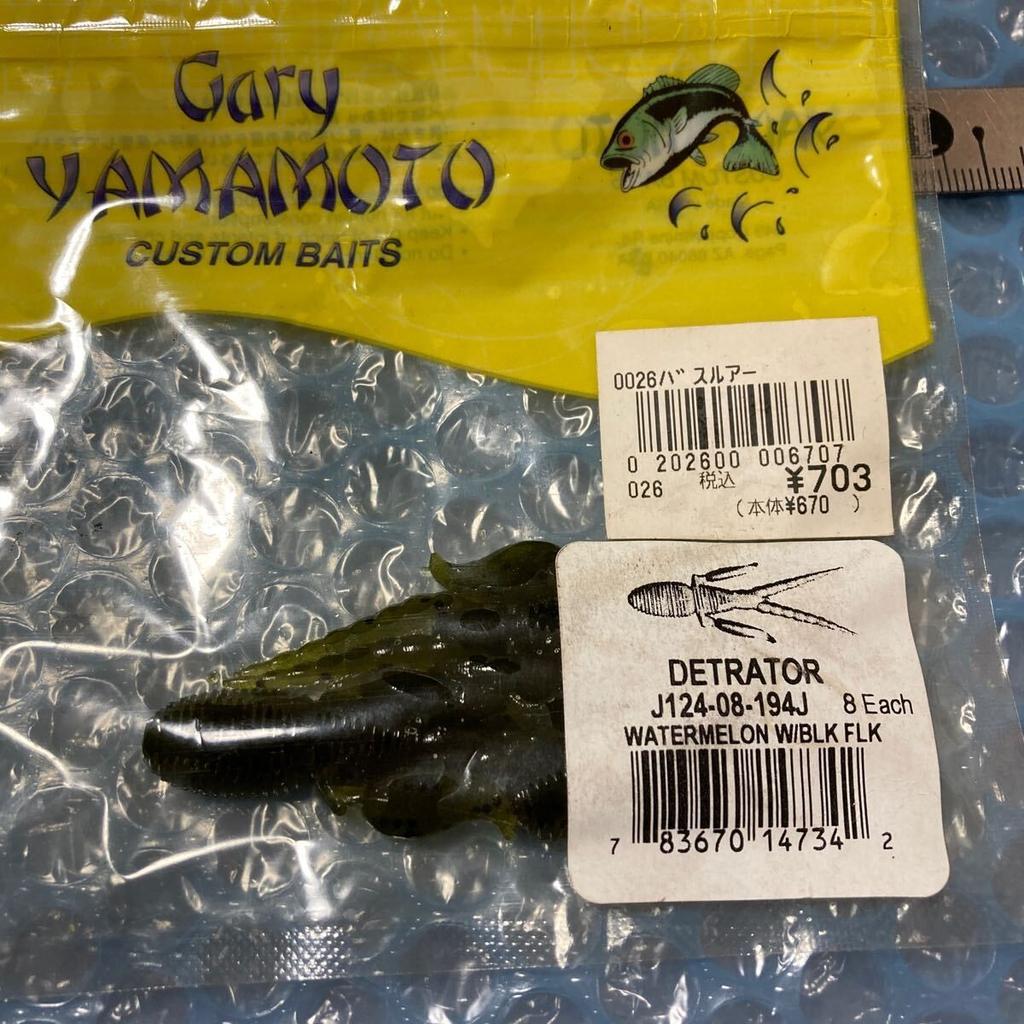 Gary
YAMAMOTO
CUSTOM BAITS
0026バスルアー
0 202600 006707
026 税込 ¥703
(本体¥670 )
DETRATOR
J124-08-194J 8 Each
WATERMELON W/BLK FLK
7 83670 14734 2